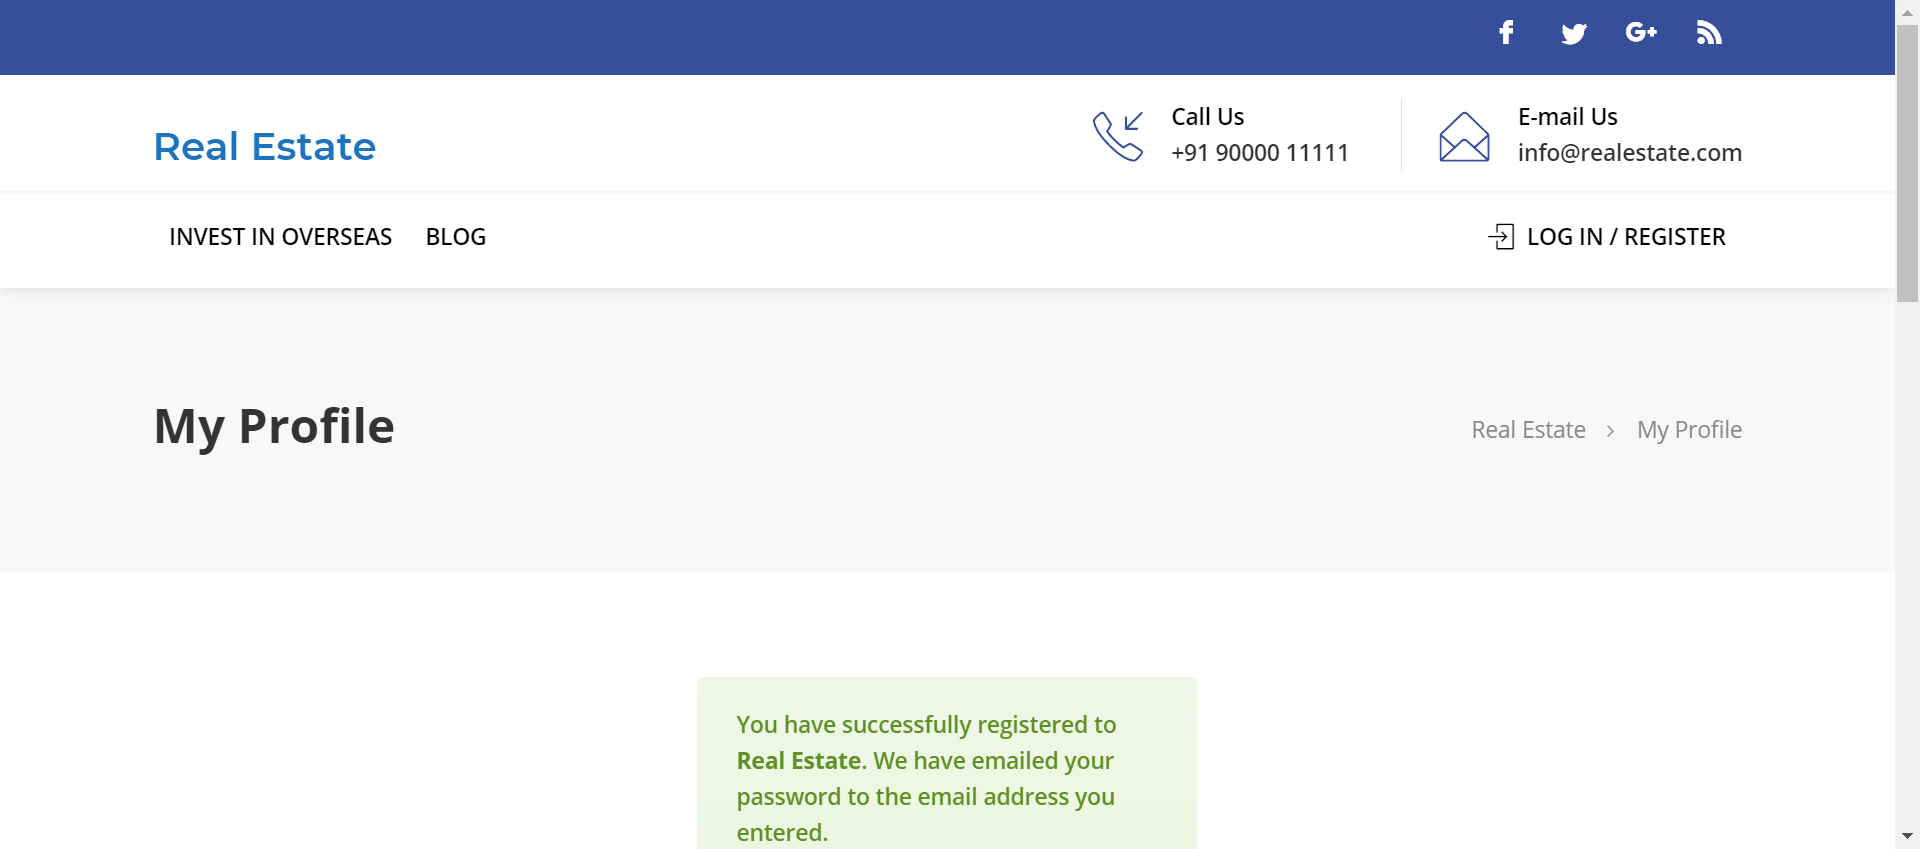 Call Us
+91 90000 11111
E-mail Us
info@realestate.com
Real Estate
INVEST IN OVERSEAS
BLOG
LOG IN / REGISTER
My Profile
Real Estate
My Profile
You have successfully registered to
Real Estate. We have emailed your
password to the email address you
entered.